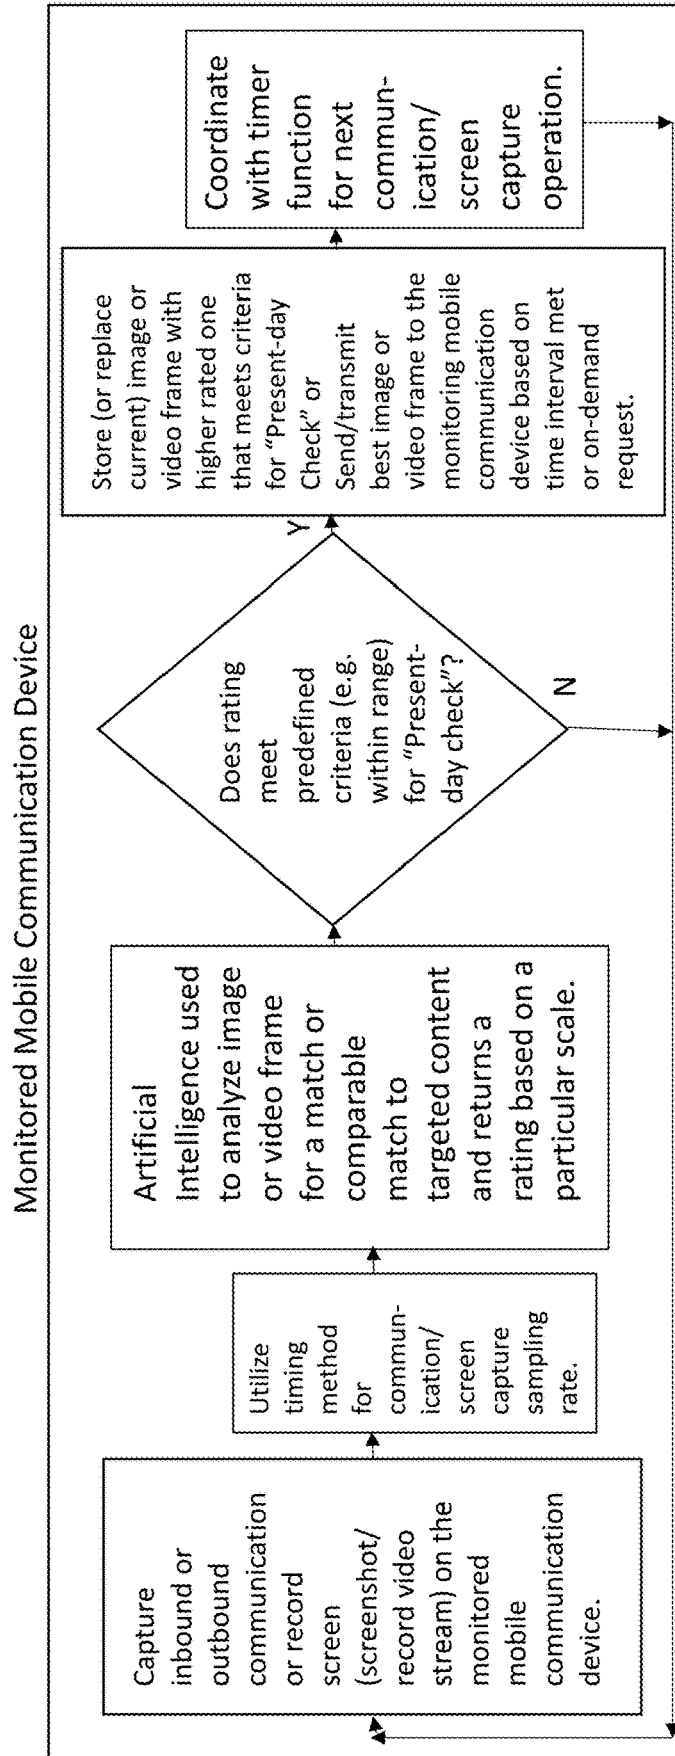 Monitored Mobile Communication Device
Capture
inbound or
outbound
communication
or record
screen
(screenshot/
record video
stream) on the
monitored
mobile
communication
device.
Utilize
timing
method
for
commun-
ication/
screen
capture
sampling
rate.
Artificial
Intelligence used
to analyze image
or video frame
for a match or
comparable
match to
targeted content
and returns a
rating based on a
particular scale.
Does rating
meet
predefined
criteria (e.g.
within range)
for “Present-
day check”?
Y
N
Store (or replace
current) image or
video frame with
higher rated one
that meets criteria
for “Present-day
Check” or
Send/transmit
best image or
video frame to the
monitoring mobile
communication
device based on
time interval met
or on-demand
request.
Coordinate
with timer
function
for next
commun-
ication/
screen
capture
operation.